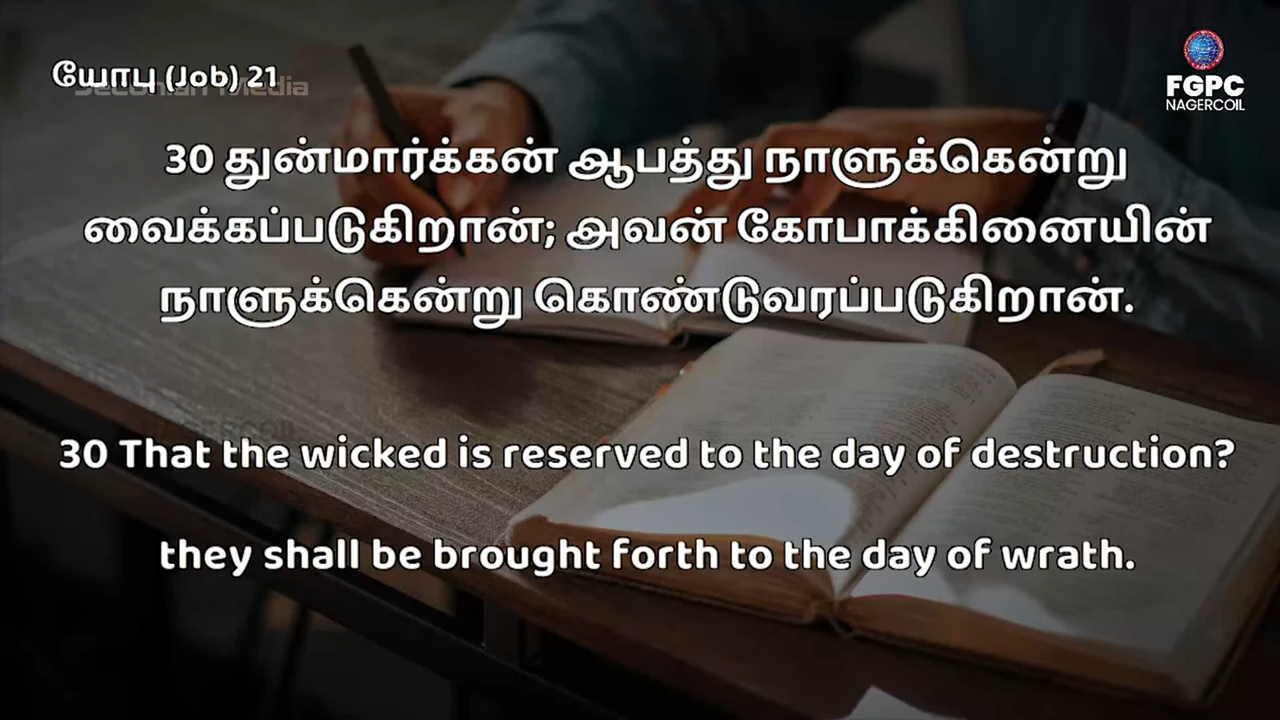 யோபு (Job) 21
FGPC
NAGERCOIL
30 துன்மார்க்கன் ஆபத்து நாளுக்கென்று
வைக்கப்படுகிறான்; அவன் கோபாக்கினையின்
நாளுக்கென்று கொண்டுவரப்படுகிறான்.
30 That the wicked is reserved to the day of destruction?
they shall be brought forth to the day of wrath.